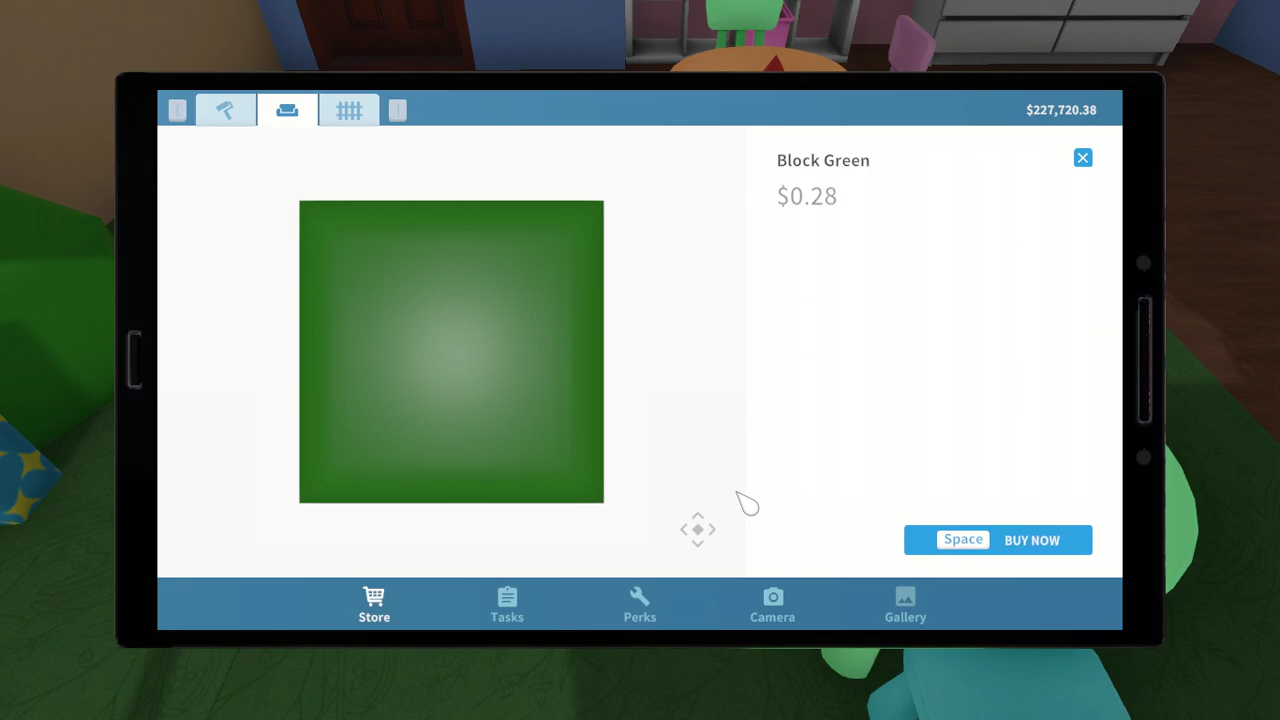 $227,720.38
Block Green
$0.28
Space BUY NOW
Store Tasks Perks Camera Gallery